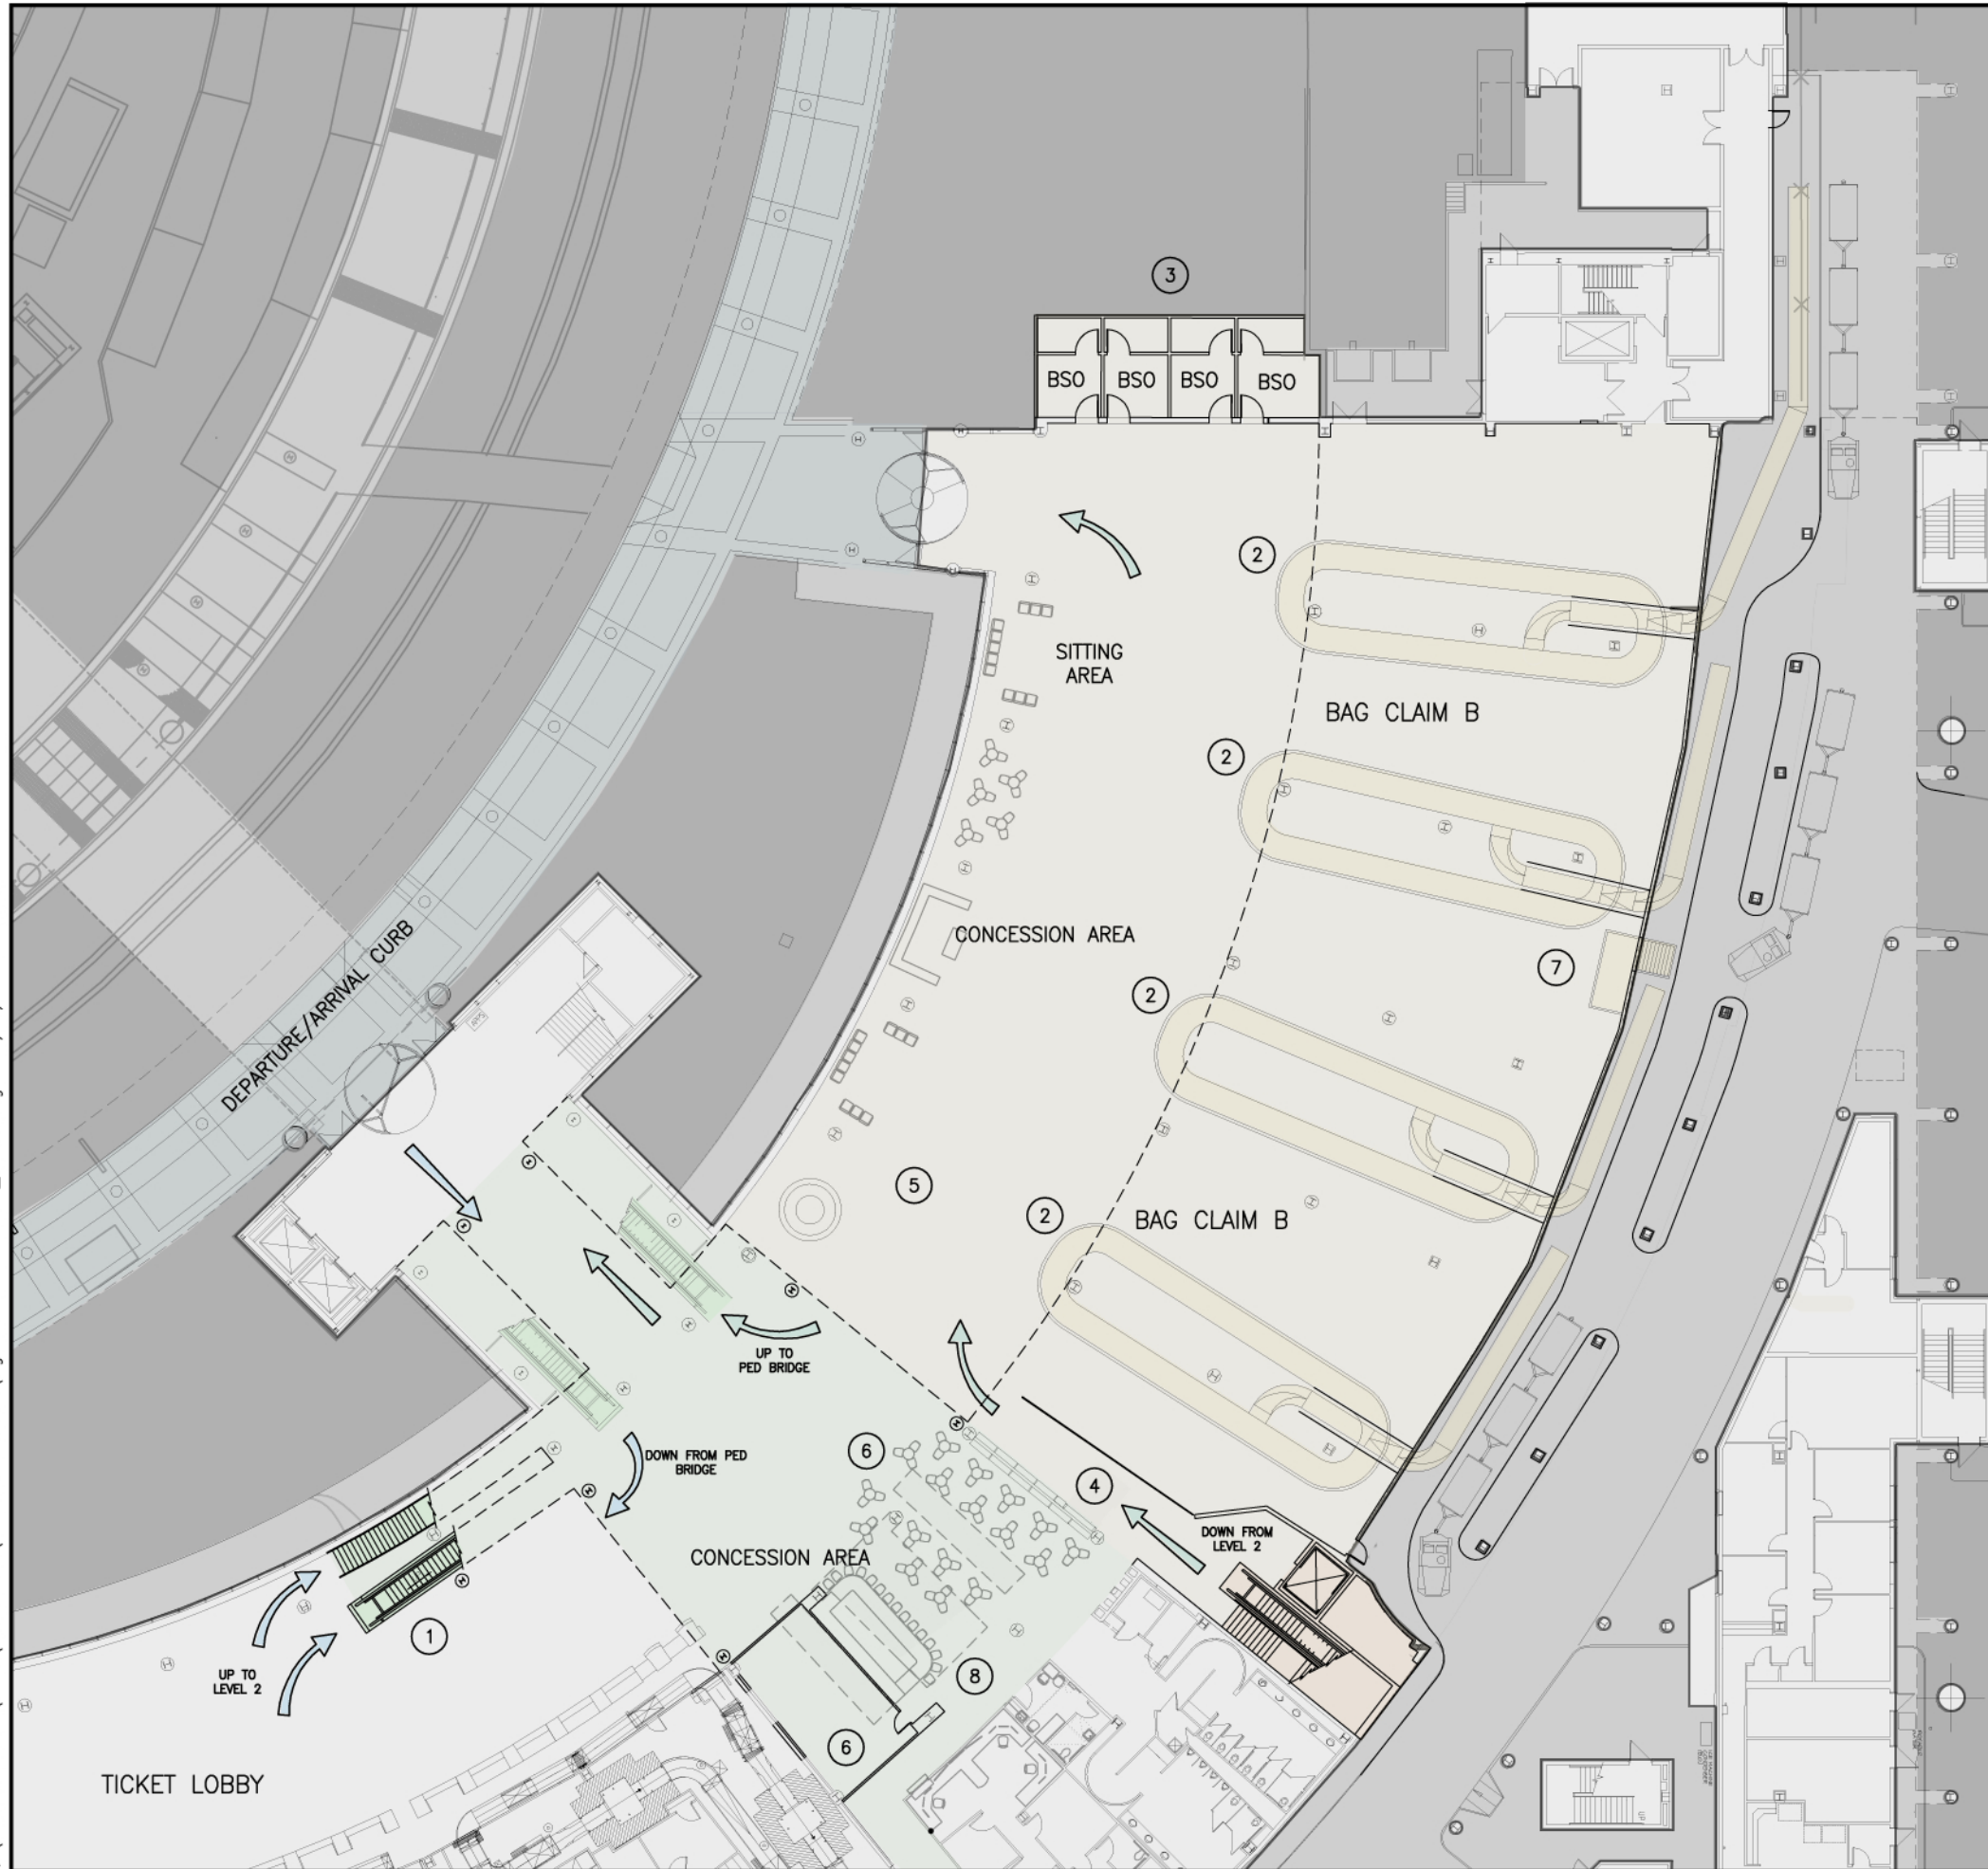 3
BSO
BSO
BSO
BSO
2
SITTING
AREA
BAG CLAIM B
2
CONCESSION AREA
7
2
DEPARTURE/ARRIVAL CURB
5
2
BAG CLAIM B
UP TO
PED BRIDGE
DOWN FROM PED
BRIDGE
6
4
DOWN FROM
LEVEL 2
CONCESSION AREA
1
UP TO
LEVEL 2
8
6
TICKET LOBBY
UP